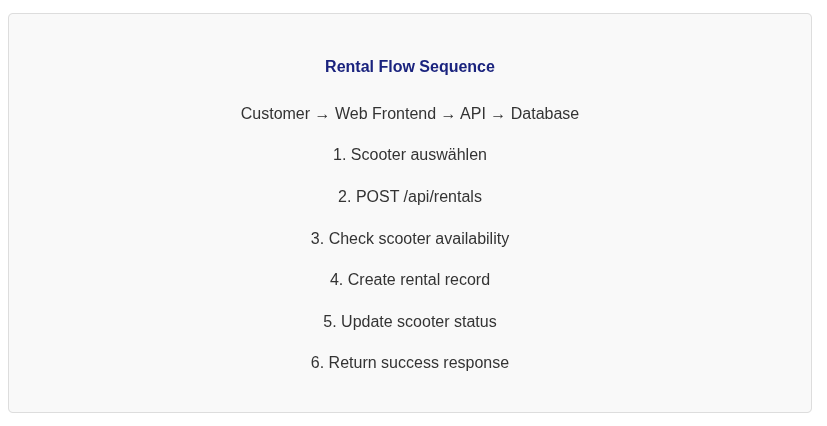 Rental Flow Sequence
Customer → Web Frontend → API → Database
1. Scooter auswählen
2. POST /api/rentals
3. Check scooter availability
4. Create rental record
5. Update scooter status
6. Return success response